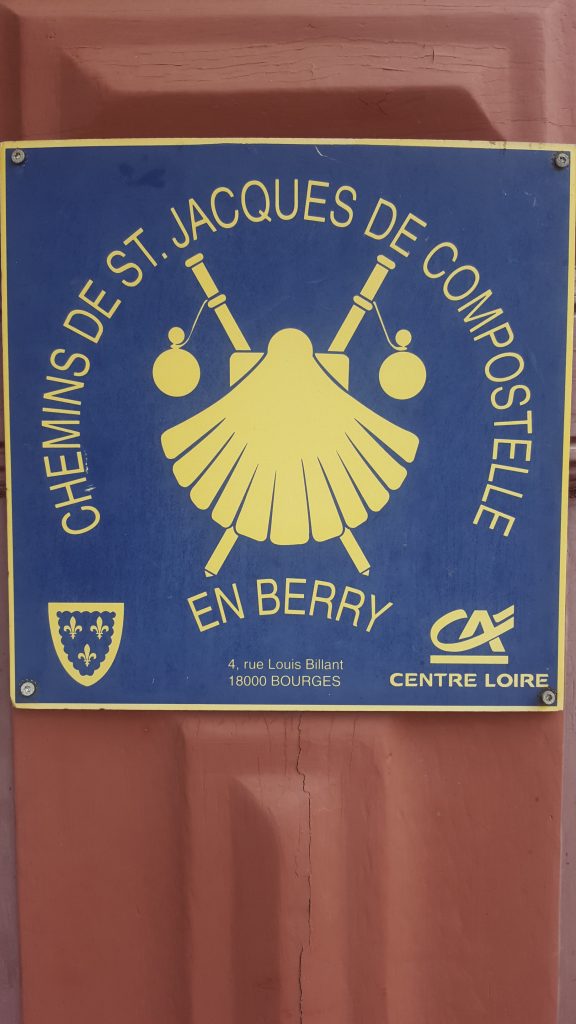 CHEMINS DE ST. JACQUES DE COMPOSTELLE
EN BERRY
4, rue Louis Billant
18000 BOURGES
CA
CENTRE LOIRE